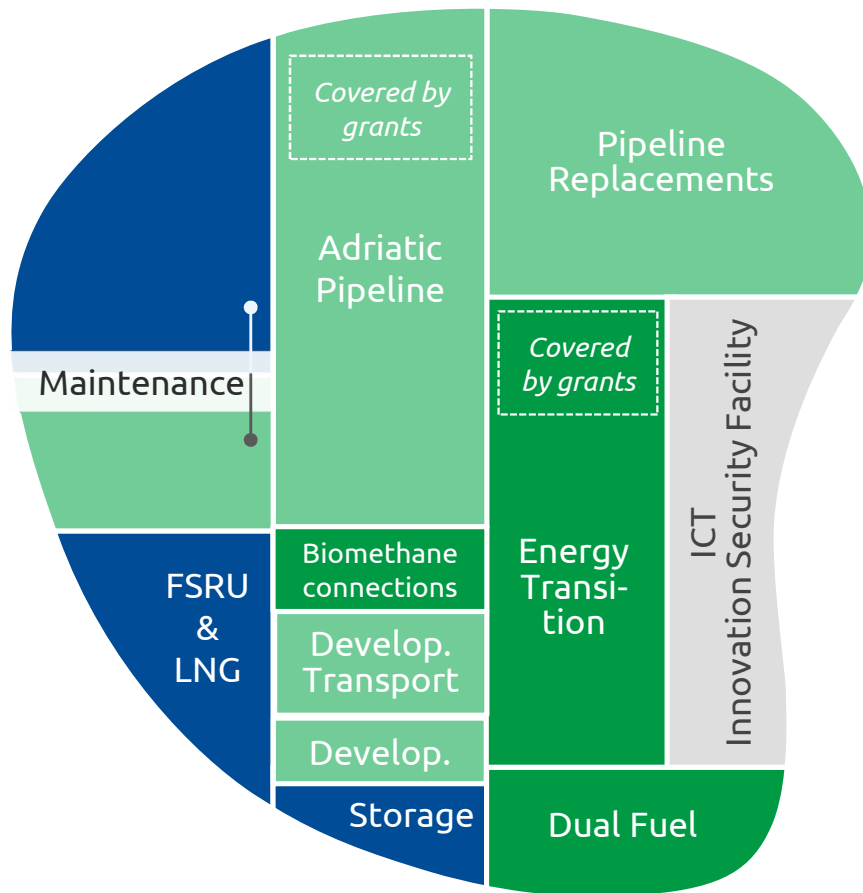 Covered by
grants
Pipeline
Replacements
Adriatic
Pipeline
Maintenance
Covered
by grants
ICT
Innovation Security Facility
Biomethane
connections
Energy
Transi-
tion
FSRU
&
LNG
Develop.
Transport
Develop.
Storage
Dual Fuel